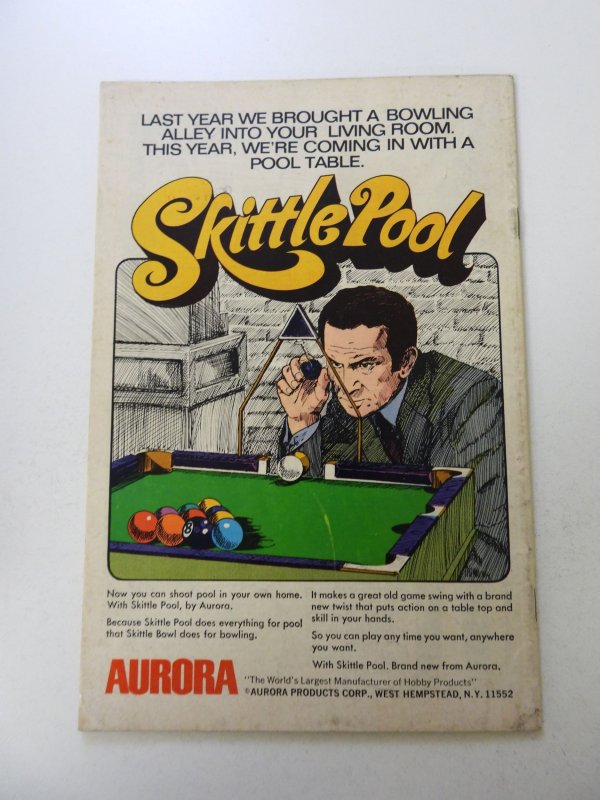 LAST YEAR WE BROUGHT A BOWLING
ALLEY INTO YOUR LIVING ROOM.
THIS YEAR, WE'RE COMING IN WITH A
POOL TABLE.
Skittle Pool
8
Now you can shoot pool in your own home.
With Skittle Pool, by Aurora.
Because Skittle Pool does everything for pool
that Skittle Bowl does for bowling.
It makes a great old game swing with a brand
new twist that puts action on a table top and
skill in your hands.
So you can play any time you want, anywhere
you want.
With Skittle Pool. Brand new from Aurora.
AURORA
"The World's Largest Manufacturer of Hobby Products"
©AURORA PRODUCTS CORP., WEST HEMPSTEAD, N.Y. 11552